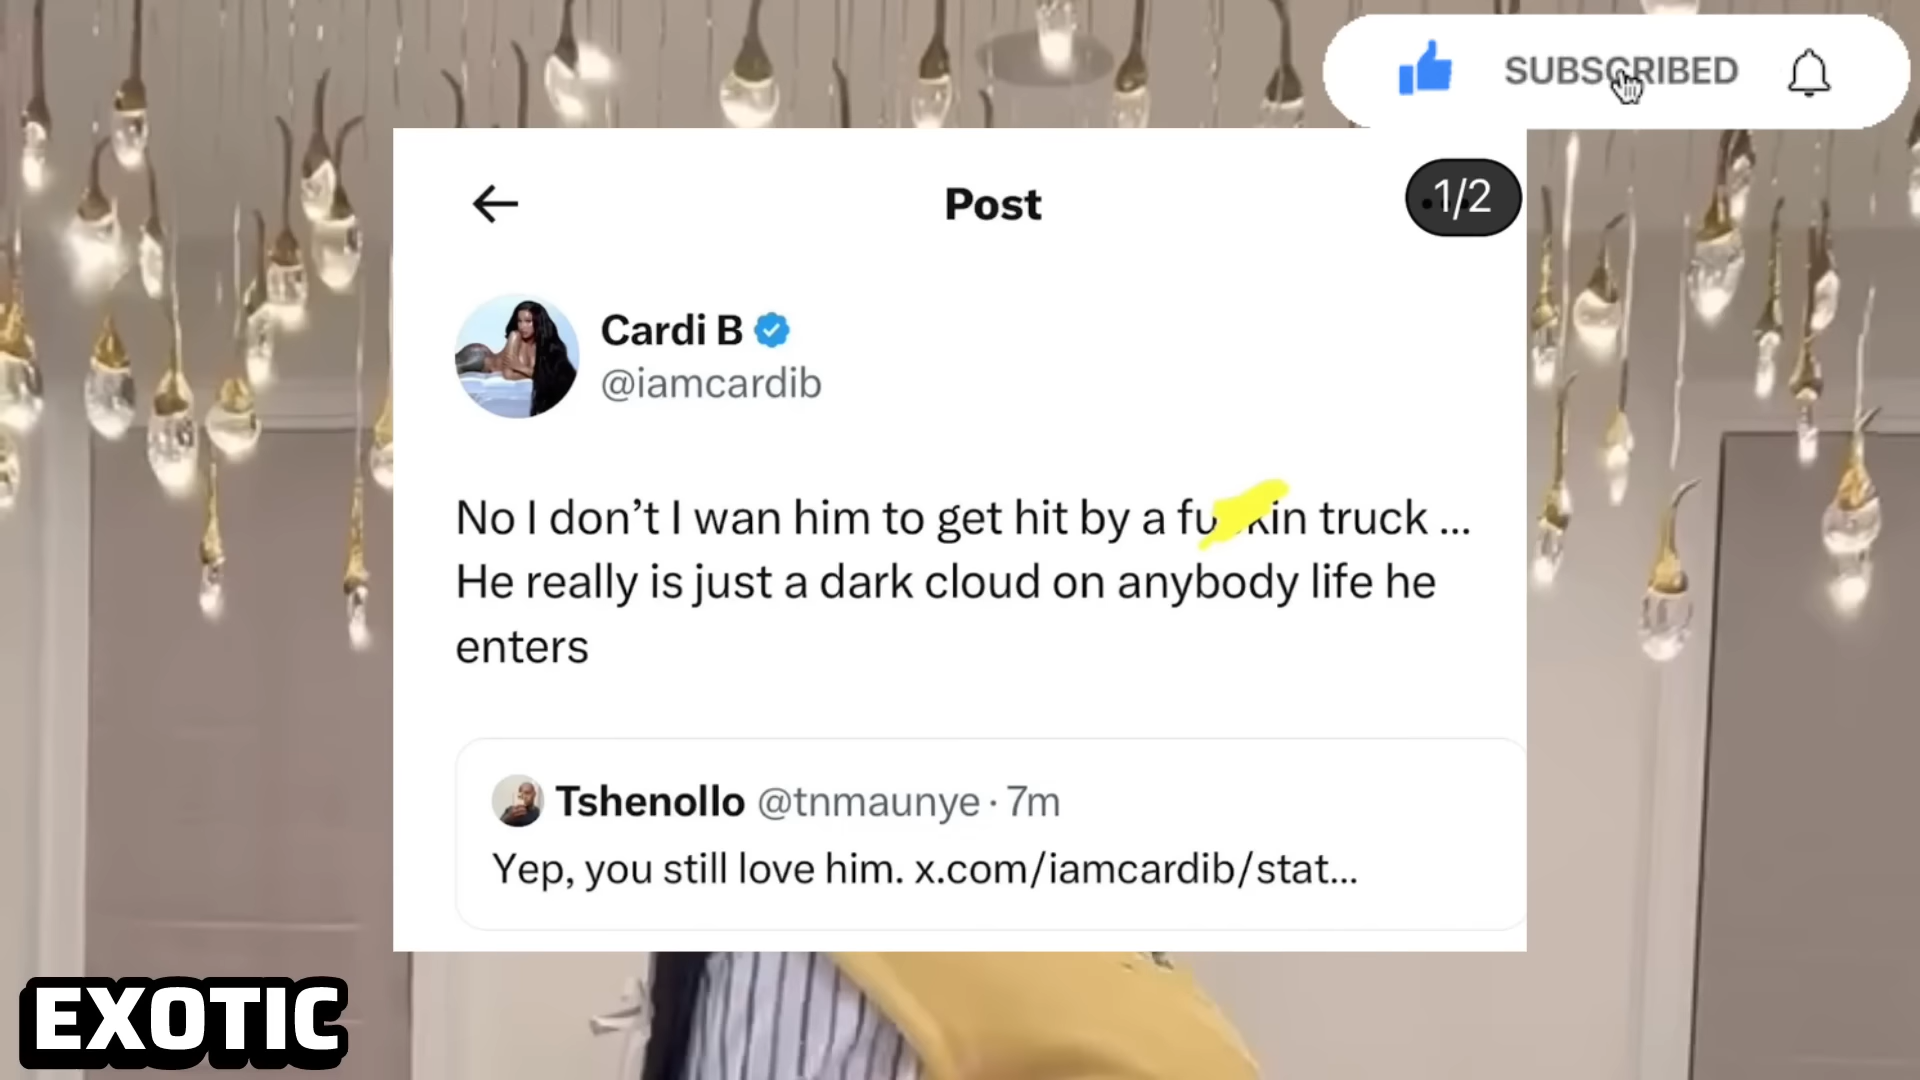 SUBSCRIBED
Post
1/2
Cardi B
@iamcardib
No I don’t I wan him to get hit by a fu kin truck ...
He really is just a dark cloud on anybody life he
enters
Tshenollo @tnmaunye · 7m
Yep, you still love him. x.com/iamcardib/stat...
EXOTIC